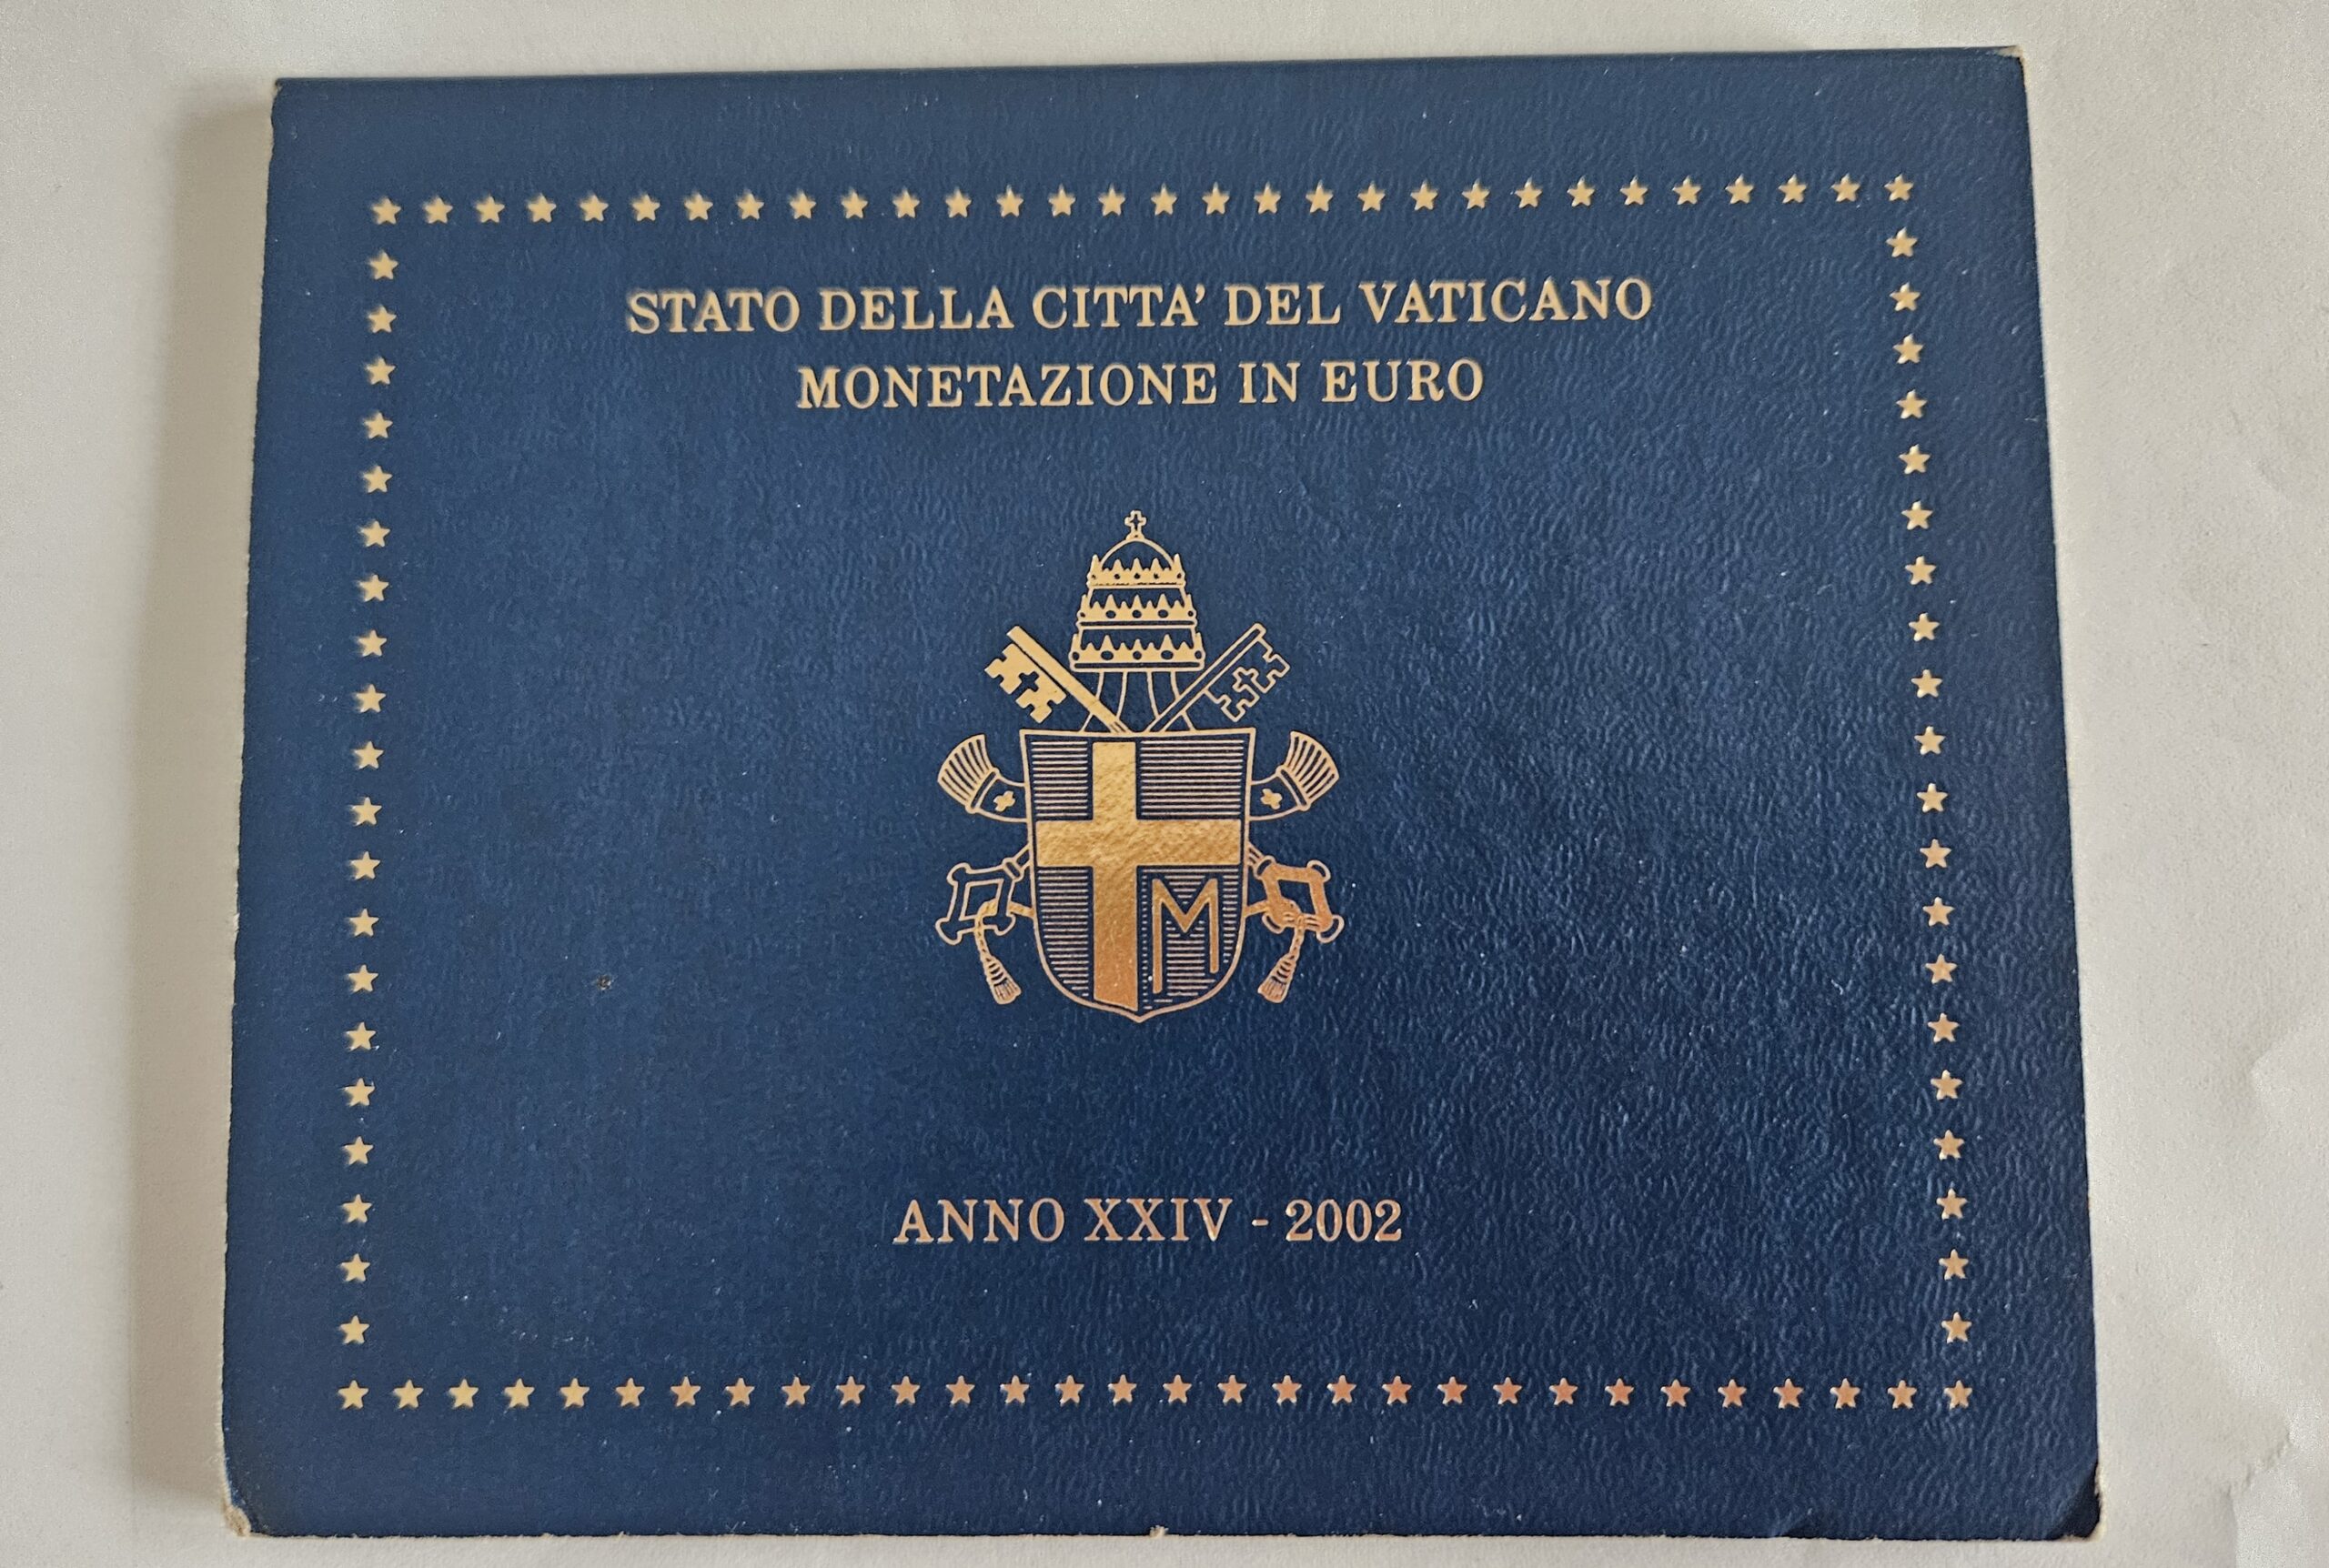 STATO DELLA CITTA' DEL VATICANO
MONETAZIONE IN EURO
M
ANNO XXIV - 2002